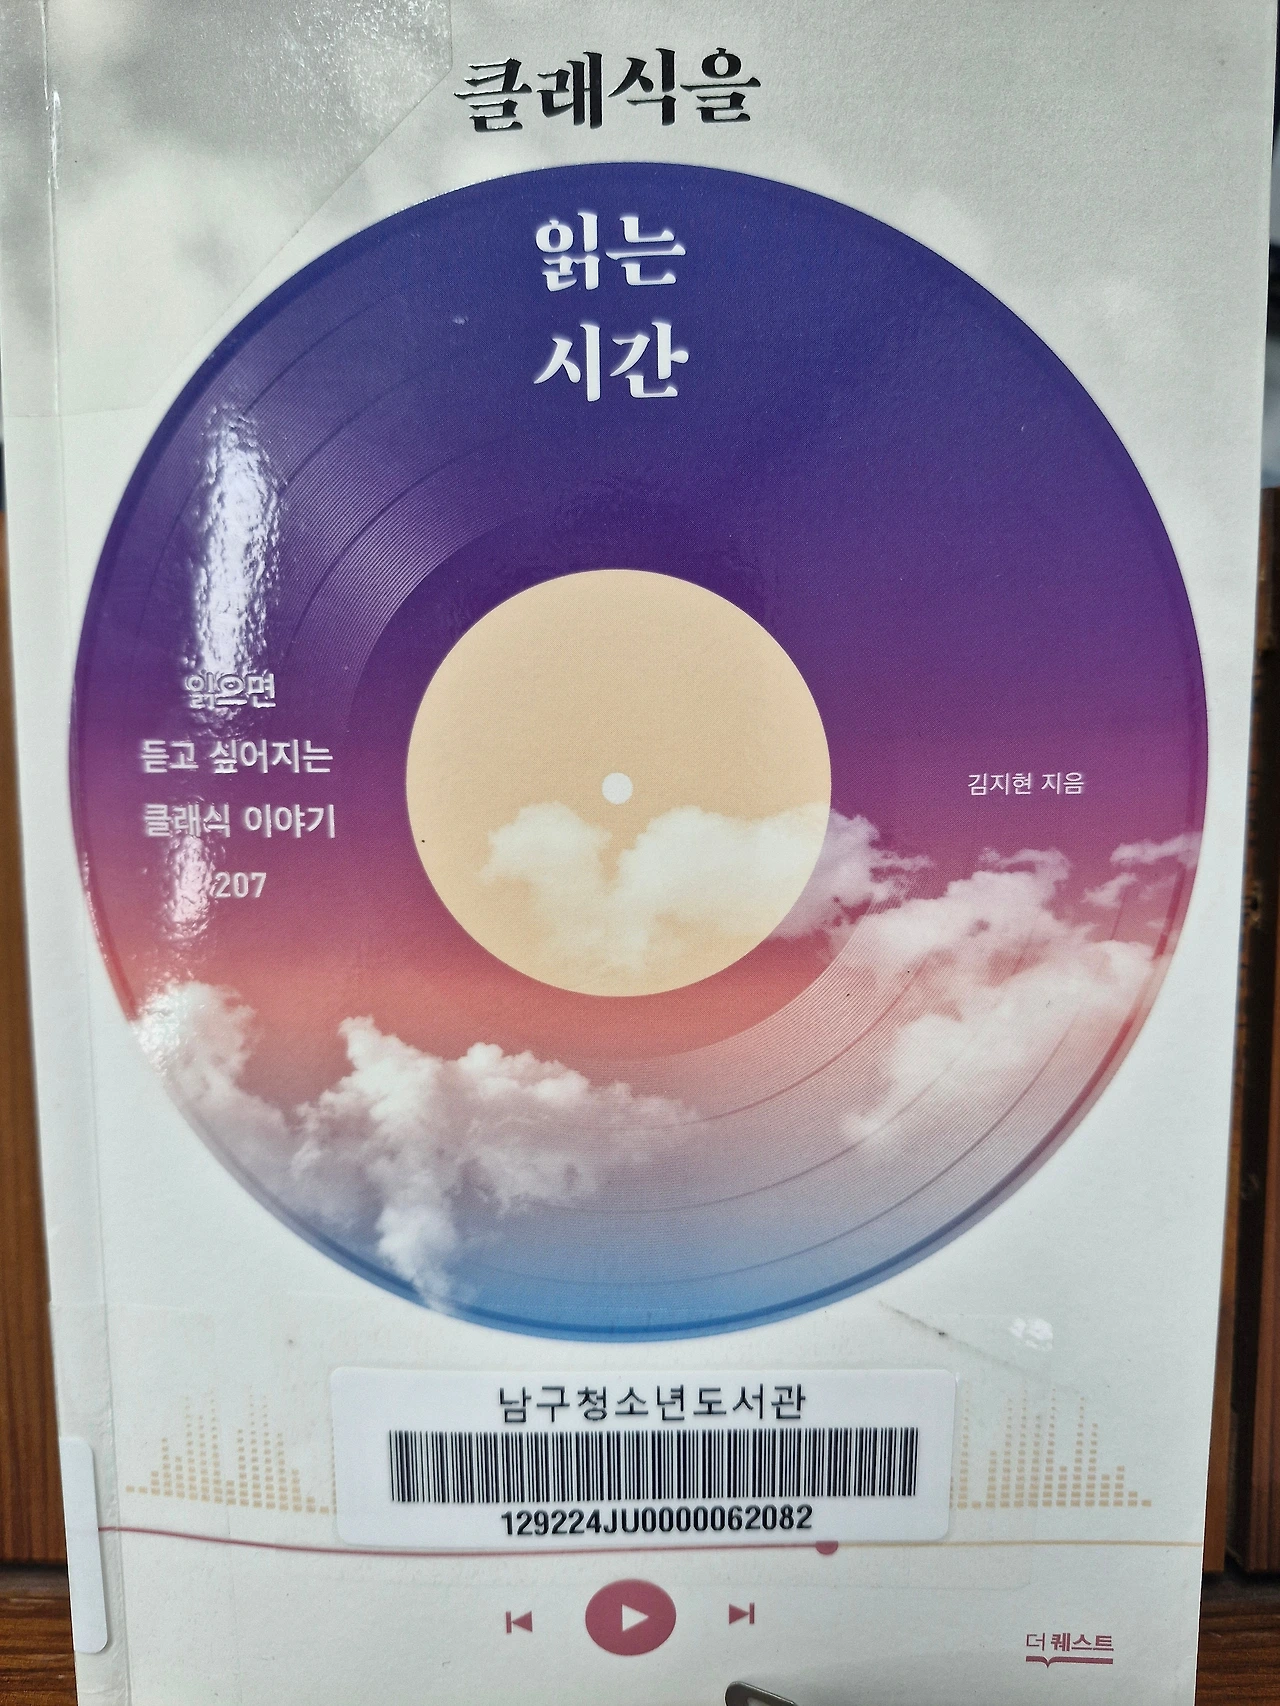 클래식을
읽는
시간
읽으면
듣고 싶어지는
클래식 이야기
207
김지현 지음
남구청소년도서관
129224JU0000062082
더 퀘스트